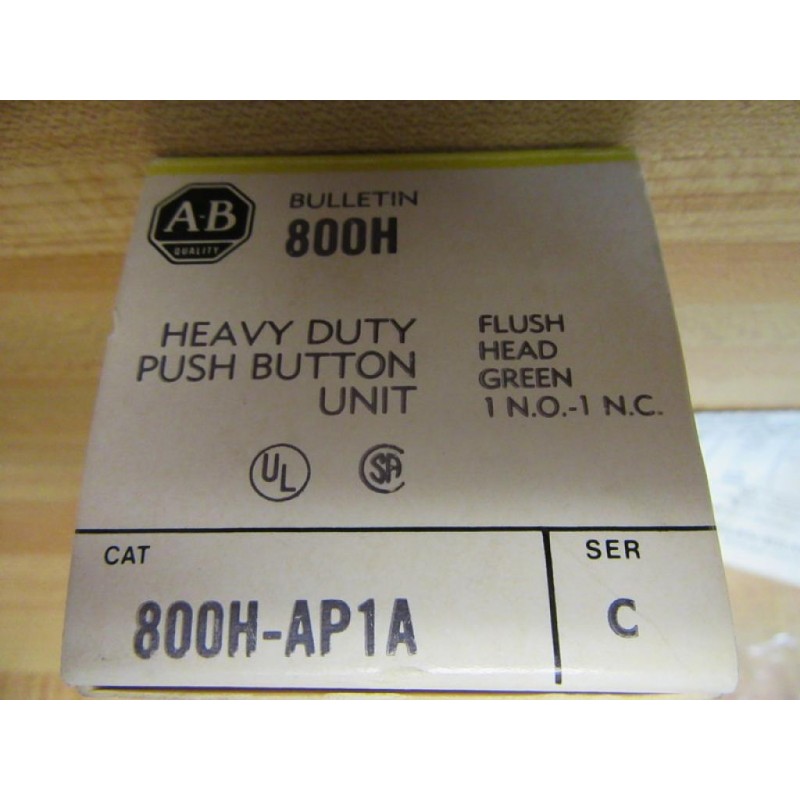 A-B
QUALITY
BULLETIN
800H
HEAVY DUTY
PUSH BUTTON
UNIT
FLUSH
HEAD
GREEN
1 N.O.-1 N.C.
UL
SA
CAT
800H-AP1A
SER
C